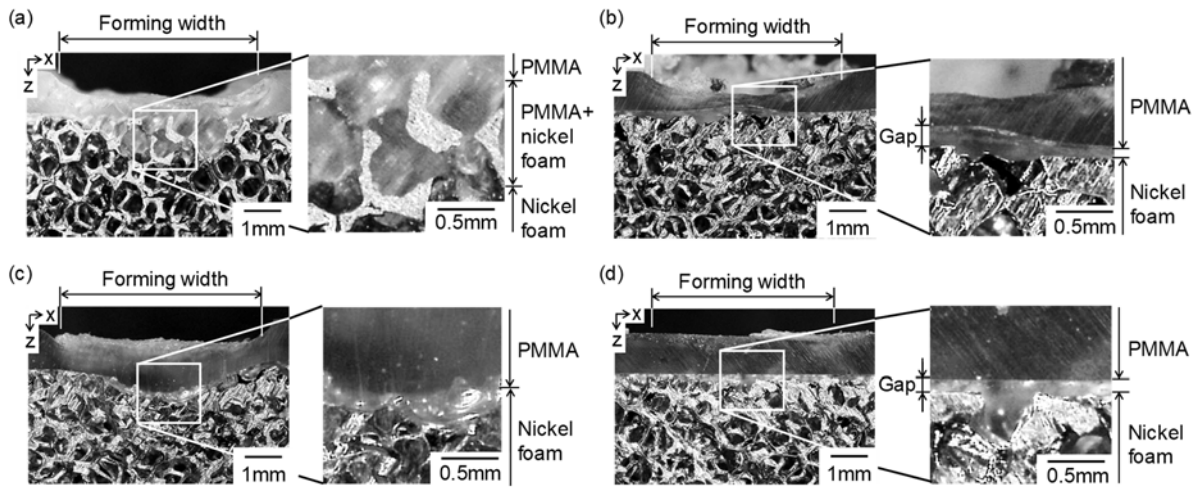 (a)
Forming width
x
z
PMMA
PMMA+
nickel
foam
Nickel
foam
1mm
0.5mm
(b)
Forming width
x
z
Gap
PMMA
Nickel
foam
1mm
0.5mm
(c)
Forming width
x
z
PMMA
Nickel
foam
1mm
0.5mm
(d)
Forming width
x
z
PMMA
Gap
Nickel
foam
1mm
0.5mm